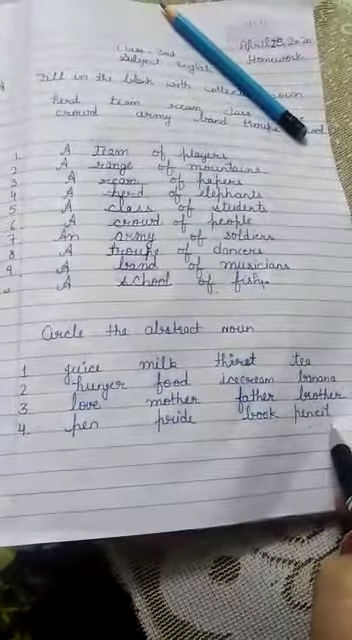 Class - 3rd
April 28, 20
Subject English
Homework
Fill in the blank with collective noun
herd team ream class
crowd army band troupe
1. A team of players
2 A range of mountains
3 A ream of papers
4 A herd of elephants
5 A class of students
6 A crowd of people
7 An army of soldiers
8 A troupe of dancers
9. A band of musicians
A school of fish.
Circle the abstract noun
1 juice milk thirst tea
2 hunger food icecream banana
3 love mother father brother
4. pen pride book pencil